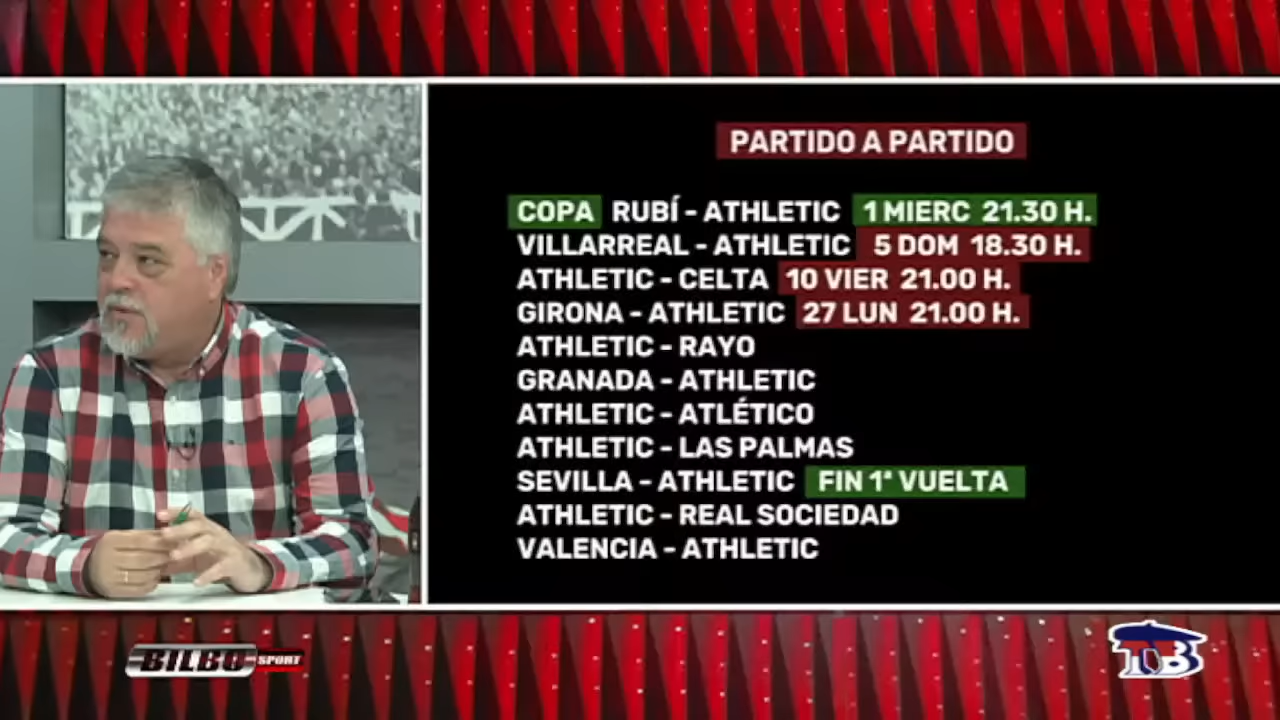 PARTIDO A PARTIDO
COPA RUBÍ - ATHLETIC 1 MIERC 21.30 H.
VILLARREAL - ATHLETIC 5 DOM 18.30 H.
ATHLETIC - CELTA 10 VIER 21.00 H.
GIRONA - ATHLETIC 27 LUN 21.00 H.
ATHLETIC - RAYO
GRANADA - ATHLETIC
ATHLETIC - ATLÉTICO
ATHLETIC - LAS PALMAS
SEVILLA - ATHLETIC FIN 1ª VUELTA
ATHLETIC - REAL SOCIEDAD
VALENCIA - ATHLETIC
BILBO SPORT
TB